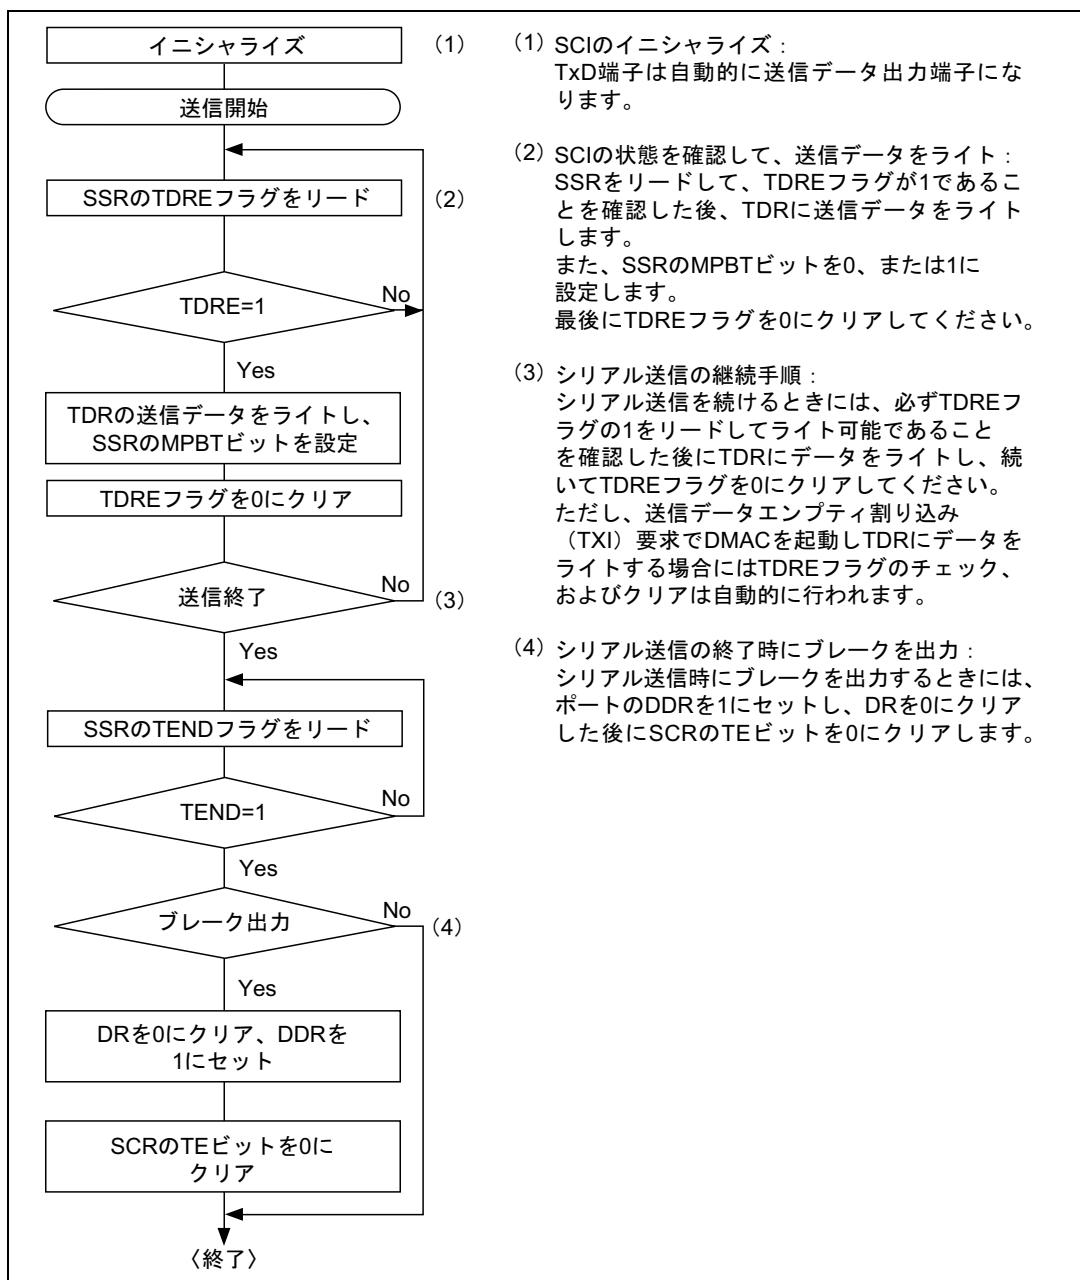 イニシャライズ
(1)
送信開始
SSRのTDREフラグをリード
(2)
TDRE=1
No
Yes
TDRの送信データをライトし、
SSRのMPBTビットを設定
TDREフラグを0にクリア
送信終了
No
(3)
Yes
SSRのTENDフラグをリード
TEND=1
No
Yes
ブレーク出力
No
(4)
Yes
DRを0にクリア、DDRを
1にセット
SCRのTEビットを0に
クリア
〈終了〉
(1) SCIのイニシャライズ：
TxD端子は自動的に送信データ出力端子にな
ります。
(2) SCIの状態を確認して、送信データをライト：
SSRをリードして、TDREフラグが1であるこ
とを確認した後、TDRに送信データをライト
します。
また、SSRのMPBTビットを0、または1に
設定します。
最後にTDREフラグを0にクリアしてください。
(3) シリアル送信の継続手順：
シリアル送信を続けるときには、必ずTDREフ
ラグの1をリードしてライト可能であること
を確認した後にTDRにデータをライトし、続
いてTDREフラグを0にクリアしてください。
ただし、送信データエンプティ割り込み
（TXI）要求でDMACを起動しTDRにデータを
ライトする場合にはTDREフラグのチェック、
およびクリアは自動的に行われます。
(4) シリアル送信の終了時にブレークを出力：
シリアル送信時にブレークを出力するときには、
ポートのDDRを1にセットし、DRを0にクリア
した後にSCRのTEビットを0にクリアします。